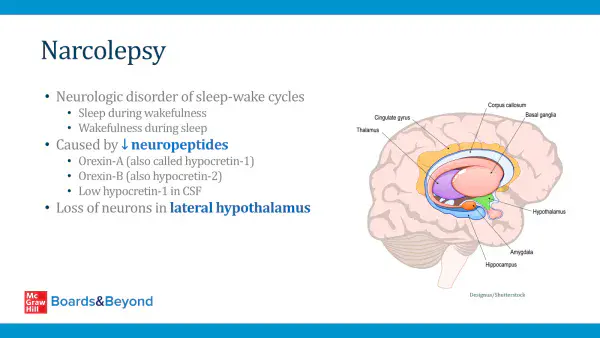 Narcolepsy
• Neurologic disorder of sleep-wake cycles
• Sleep during wakefulness
• Wakefulness during sleep
• Caused by ↓ neuropeptides
• Orexin-A (also called hypocretin-1)
• Orexin-B (also hypocretin-2)
• Low hypocretin-1 in CSF
• Loss of neurons in lateral hypothalamus
Corpus callosum
Cingulate gyrus
Basal ganglia
Thalamus
Hypothalamus
Amygdala
Hippocampus
Designua/Shutterstock
Mc
Graw
Hill
Boards&Beyond